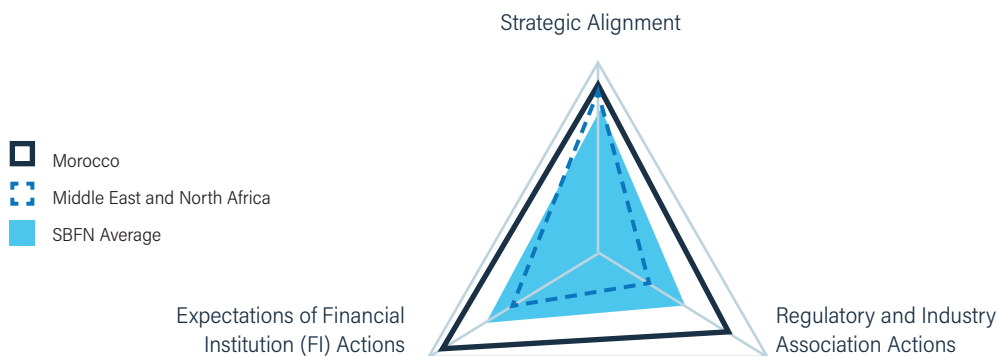 Strategic Alignment
Morocco
Middle East and North Africa
SBFN Average
Expectations of Financial
Institution (FI) Actions
Regulatory and Industry
Association Actions